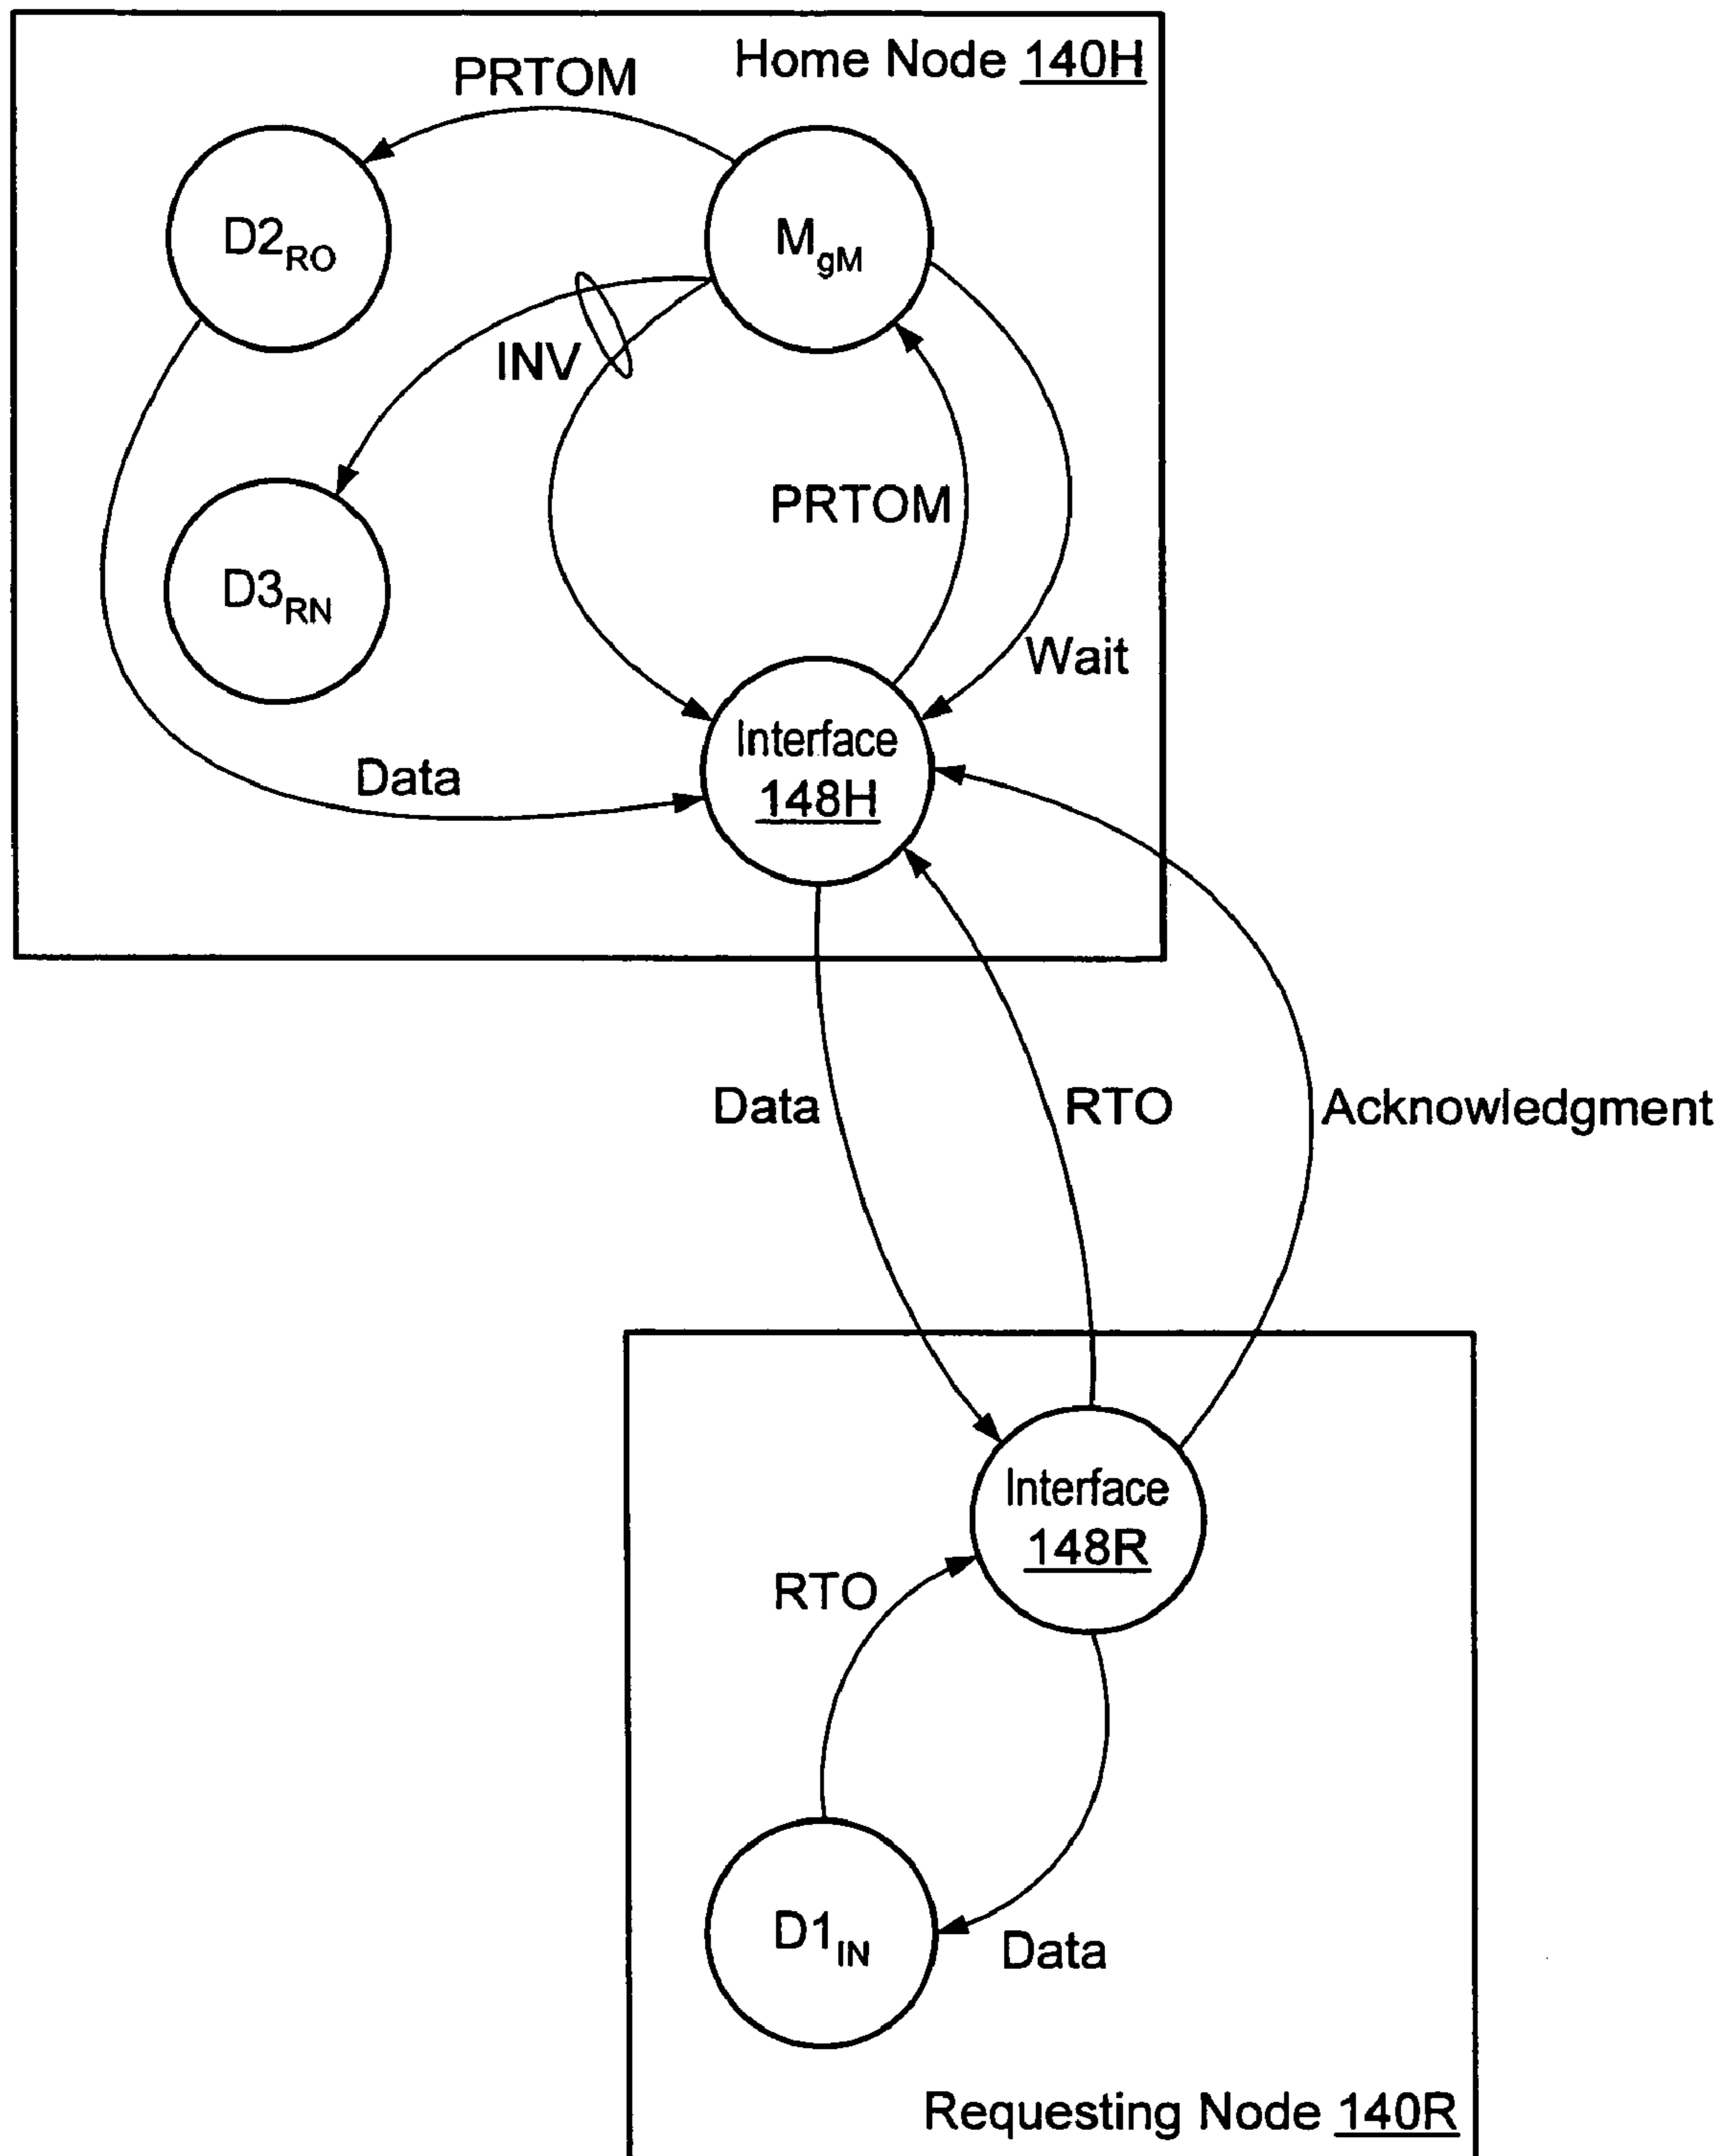 Home Node 140H
PRTOM
D2RO
MgM
INV
PRTOM
D3RN
Wait
Interface
148H
Data
Data
RTO
Acknowledgment
Interface
148R
RTO
D1IN
Data
Requesting Node 140R